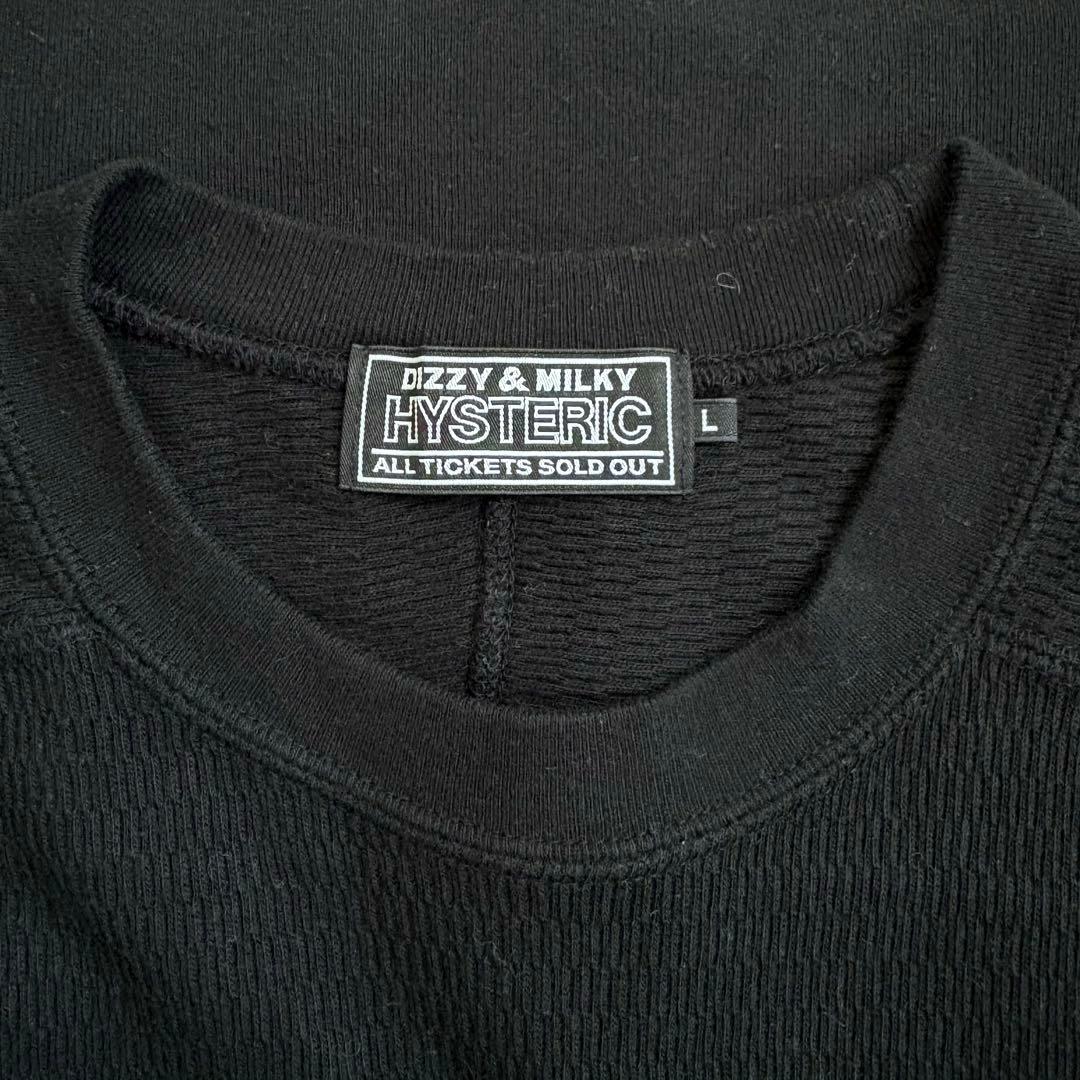 DIZZY & MILKY
HYSTERIC
ALL TICKETS SOLD OUT
L